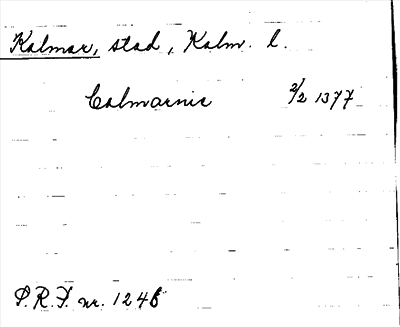 Kalmar, stad, Kalm. l.
Calmarnie 2/2 1377
P.R.F. nr. 1246